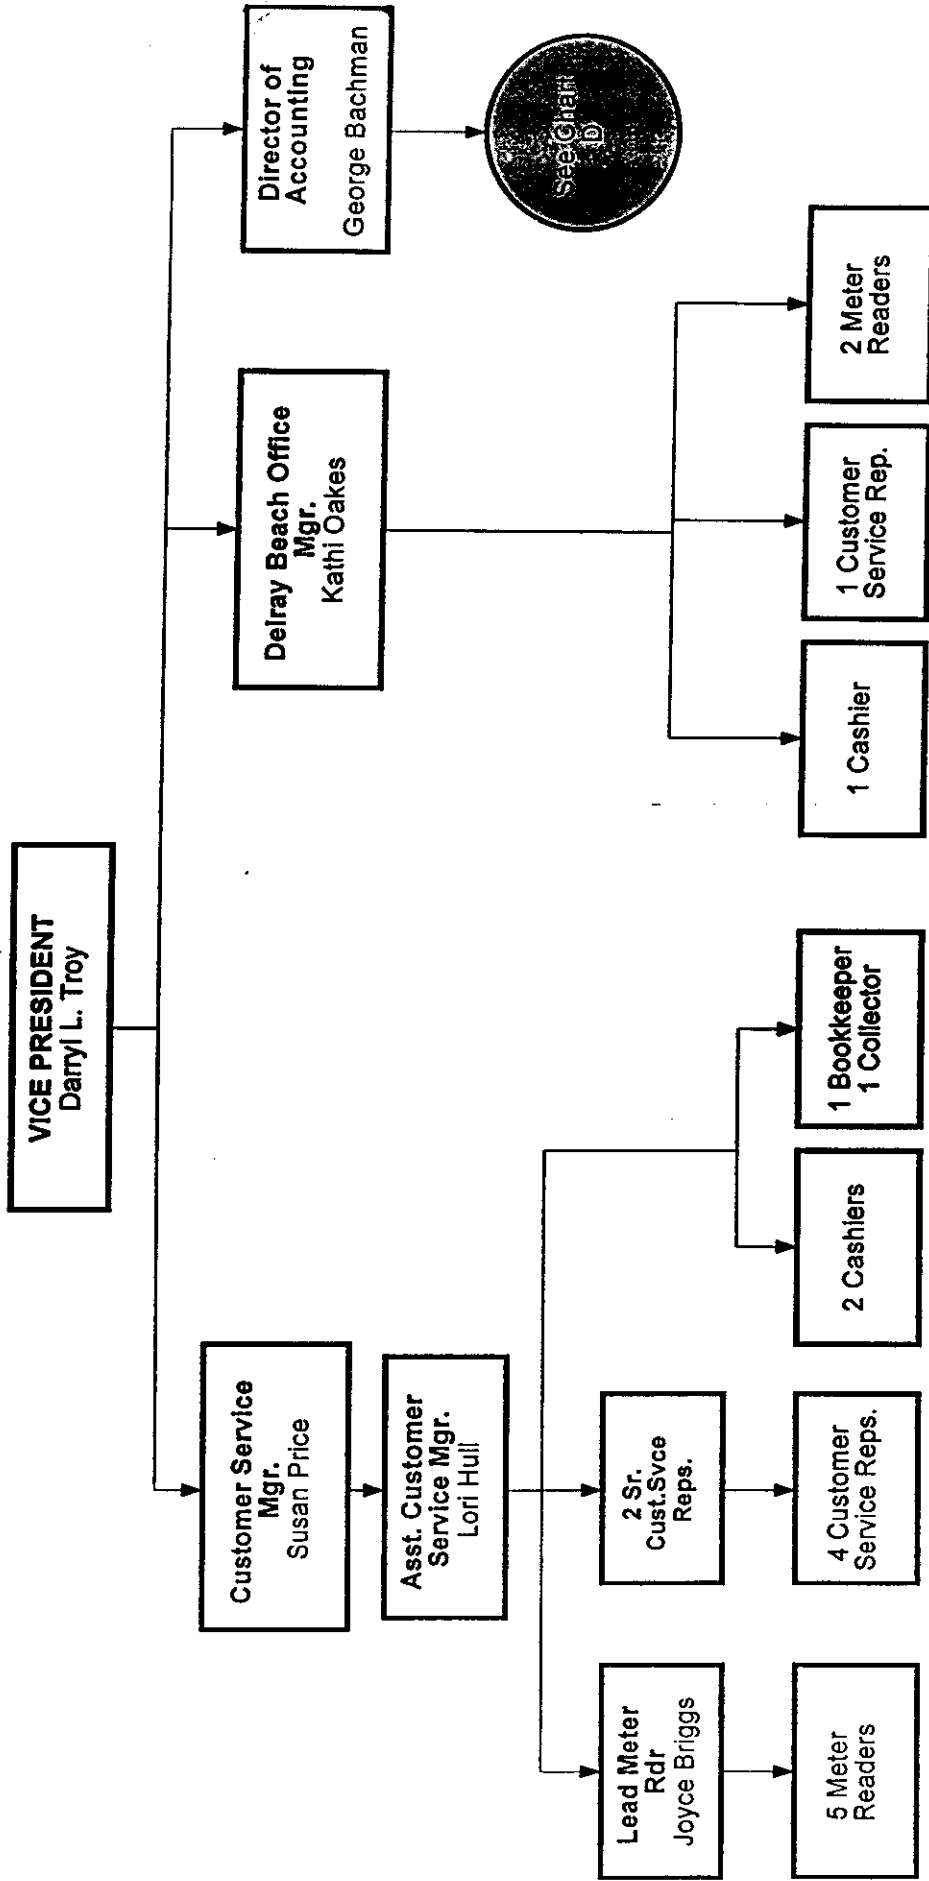 VICE PRESIDENT
Darryl L. Troy
Customer Service
Mgr.
Susan Price
Delray Beach Office
Mgr.
Kathi Oakes
Director of
Accounting
George Bachman
Asst. Customer
Service Mgr.
Lori Hull
See Chart
D
Lead Meter
Rdr
Joyce Briggs
2 Sr.
Cust.Svce
Reps.
5 Meter
Readers
4 Customer
Service Reps.
2 Cashiers
1 Bookkeeper
1 Collector
1 Cashier
1 Customer
Service Rep.
2 Meter
Readers